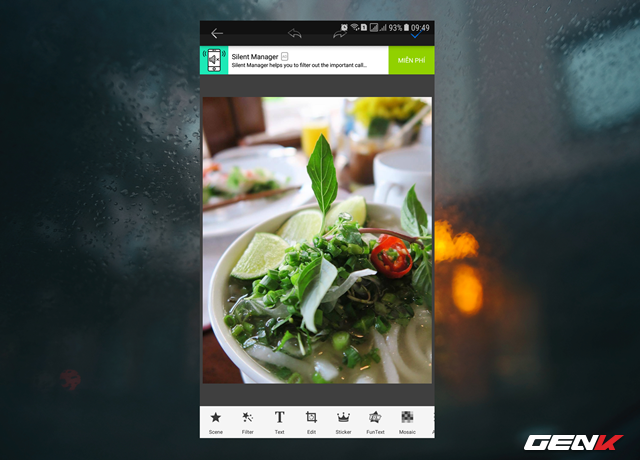 93% 09:49
Silent Manager AD
Silent Manager helps you to filter out the important call...
MIỄN PHÍ
Scene Filter Text Edit Sticker FunText Mosaic
GENK